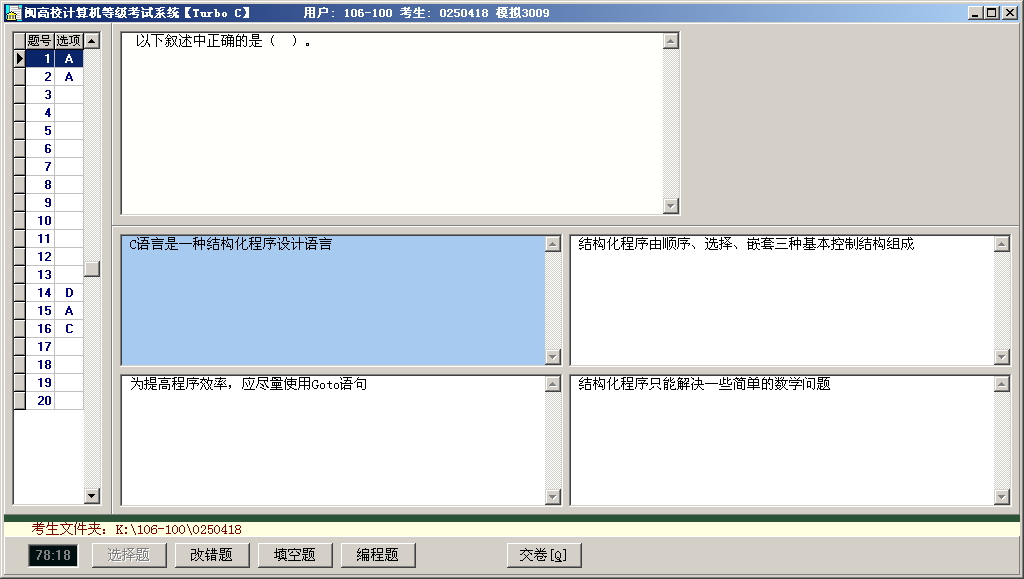 闽高校计算机等级考试系统【Turbo C】 用户: 106-100 考生: 0250418 模拟3009
题号 选项
1 A
2 A
3
4
5
6
7
8
9
10
11
12
13
14 D
15 A
16 C
17
18
19
20
以下叙述中正确的是（ ）。
C语言是一种结构化程序设计语言
结构化程序由顺序、选择、嵌套三种基本控制结构组成
为提高程序效率，应尽量使用Goto语句
结构化程序只能解决一些简单的数学问题
考生文件夹: K:\106-100\0250418
78:18 选择题 改错题 填空题 编程题 交卷[Q]